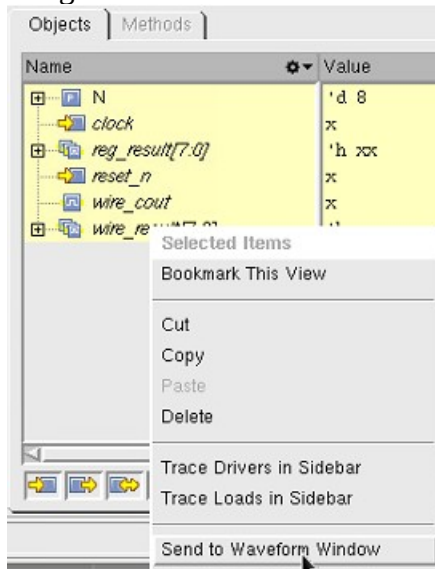 Objects Methods
Name Value
N 'd 8
clock x
reg_result[7:0] 'h xx
reset_n x
wire_cout x
Selected Items
Bookmark This View
Cut
Copy
Paste
Delete
Trace Drivers in Sidebar
Trace Loads in Sidebar
Send to Waveform Window